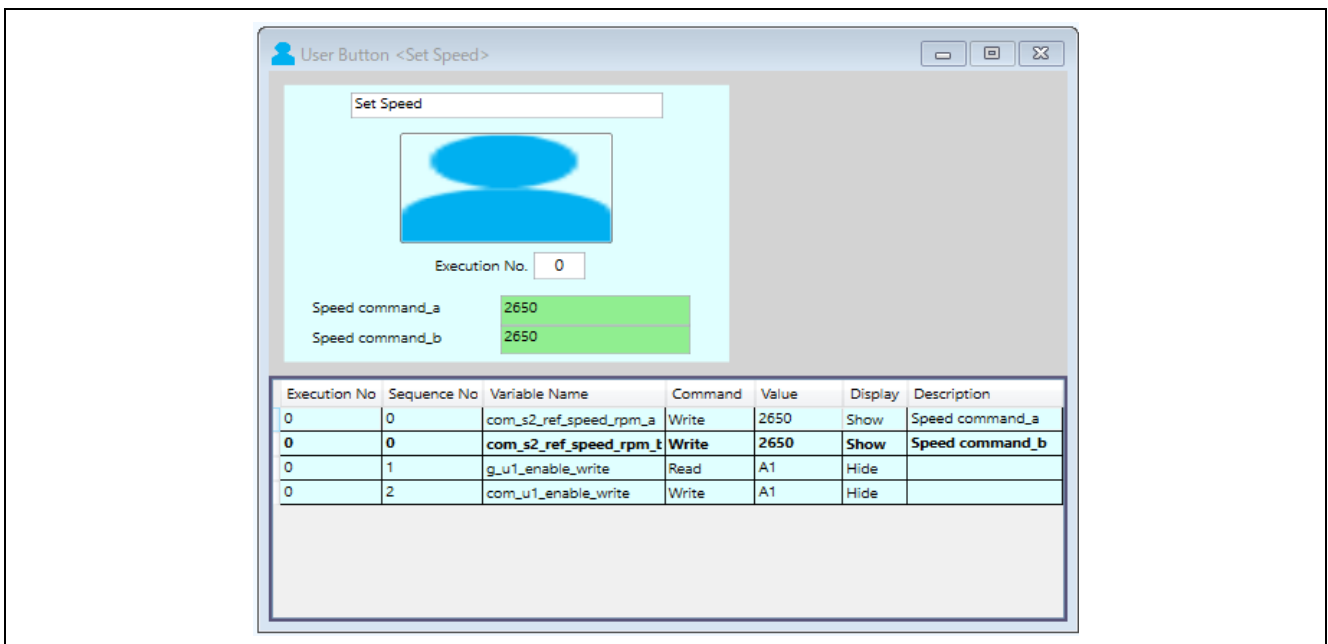 User Button <Set Speed>
Set Speed
Execution No. 0
Speed command_a 2650
Speed command_b 2650
Execution No Sequence No Variable Name Command Value Display Description
0 0 com_s2_ref_speed_rpm_a Write 2650 Show Speed command_a
0 0 com_s2_ref_speed_rpm_b Write 2650 Show Speed command_b
0 1 g_u1_enable_write Read A1 Hide
0 2 com_u1_enable_write Write A1 Hide